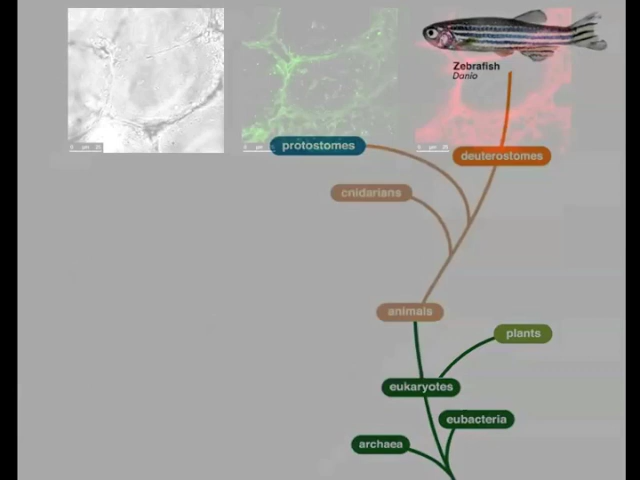 Zebrafish
Danio
protostomes
deuterostomes
cnidarians
animals
plants
eukaryotes
eubacteria
archaea